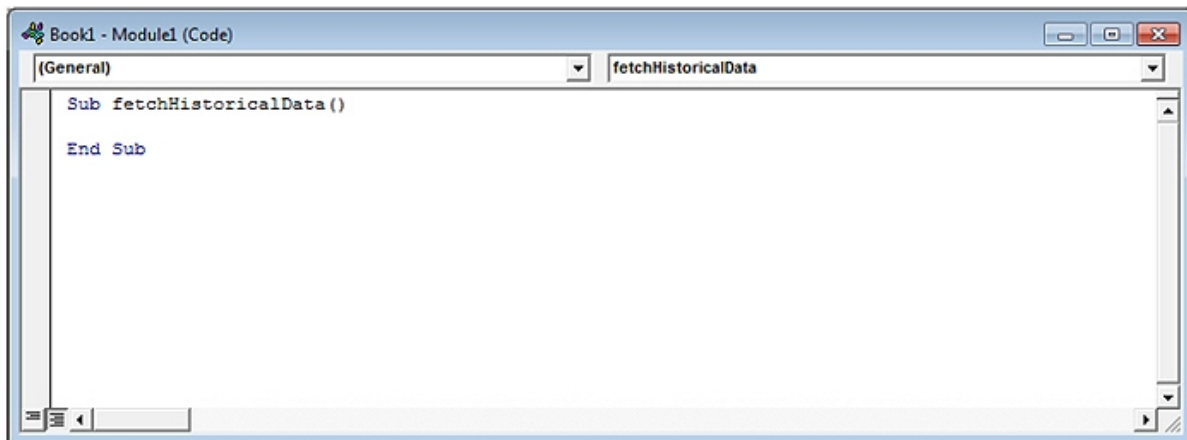 Book1 - Module1 (Code)
(General) fetchHistoricalData
Sub fetchHistoricalData()
End Sub